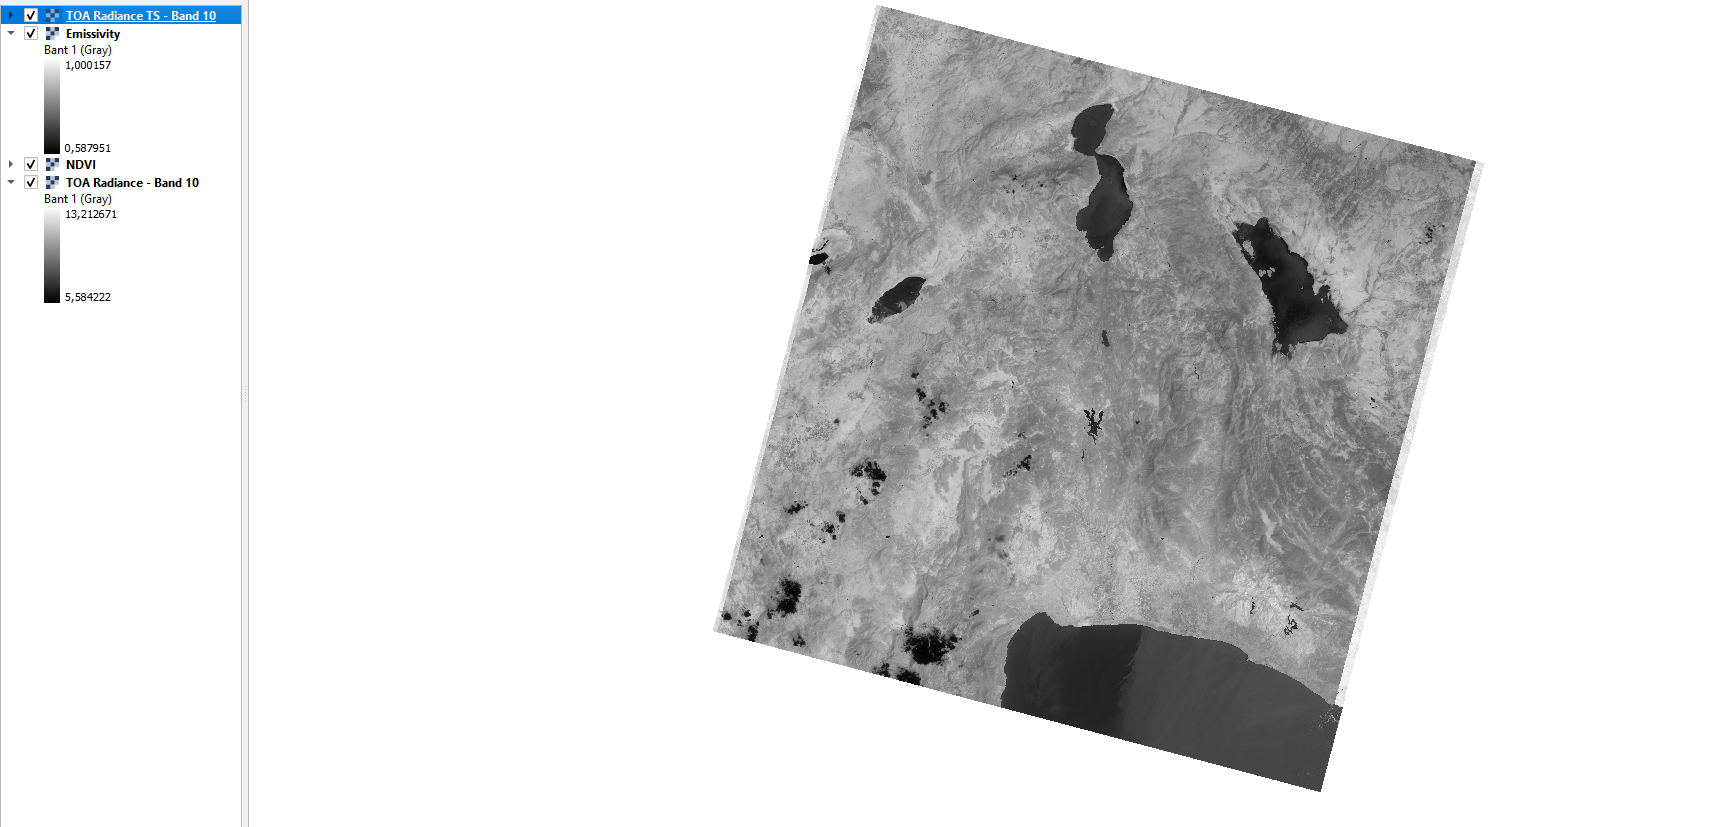 TOA Radiance TS - Band 10
Emissivity
Bant 1 (Gray)
1,000157
0,587951
NDVI
TOA Radiance - Band 10
Bant 1 (Gray)
13,212671
5,584222